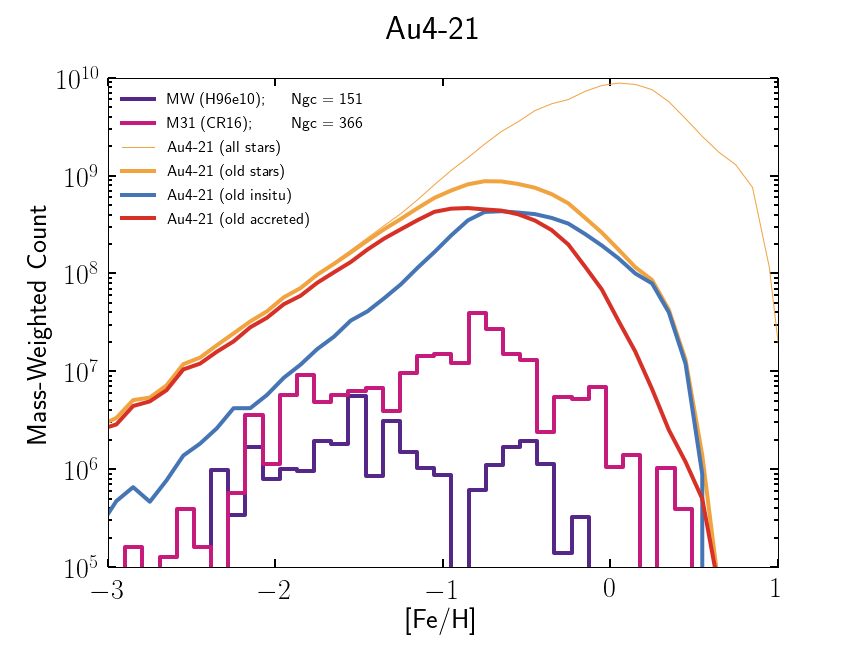 Au4-21
10^10
MW (H96e10); Ngc = 151
M31 (CR16); Ngc = 366
Au4-21 (all stars)
Au4-21 (old stars)
Au4-21 (old insitu)
Au4-21 (old accreted)
10^9
10^8
10^7
10^6
10^5
Mass-Weighted Count
−3 −2 −1 0 1
[Fe/H]